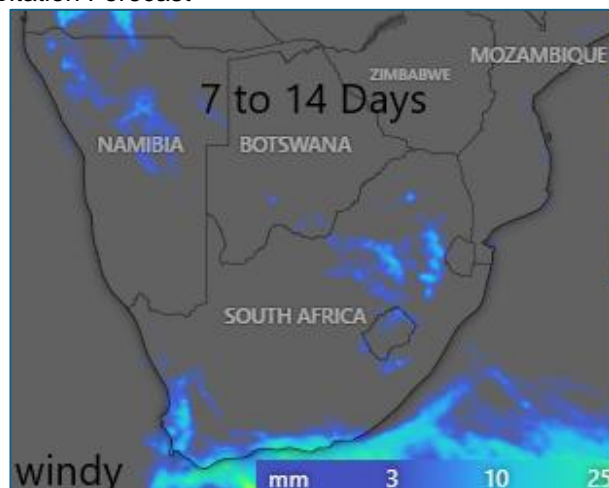 MOZAMBIQUE
ZIMBABWE
7 to 14 Days
NAMIBIA
BOTSWANA
SOUTH AFRICA
windy
mm 3 10 25